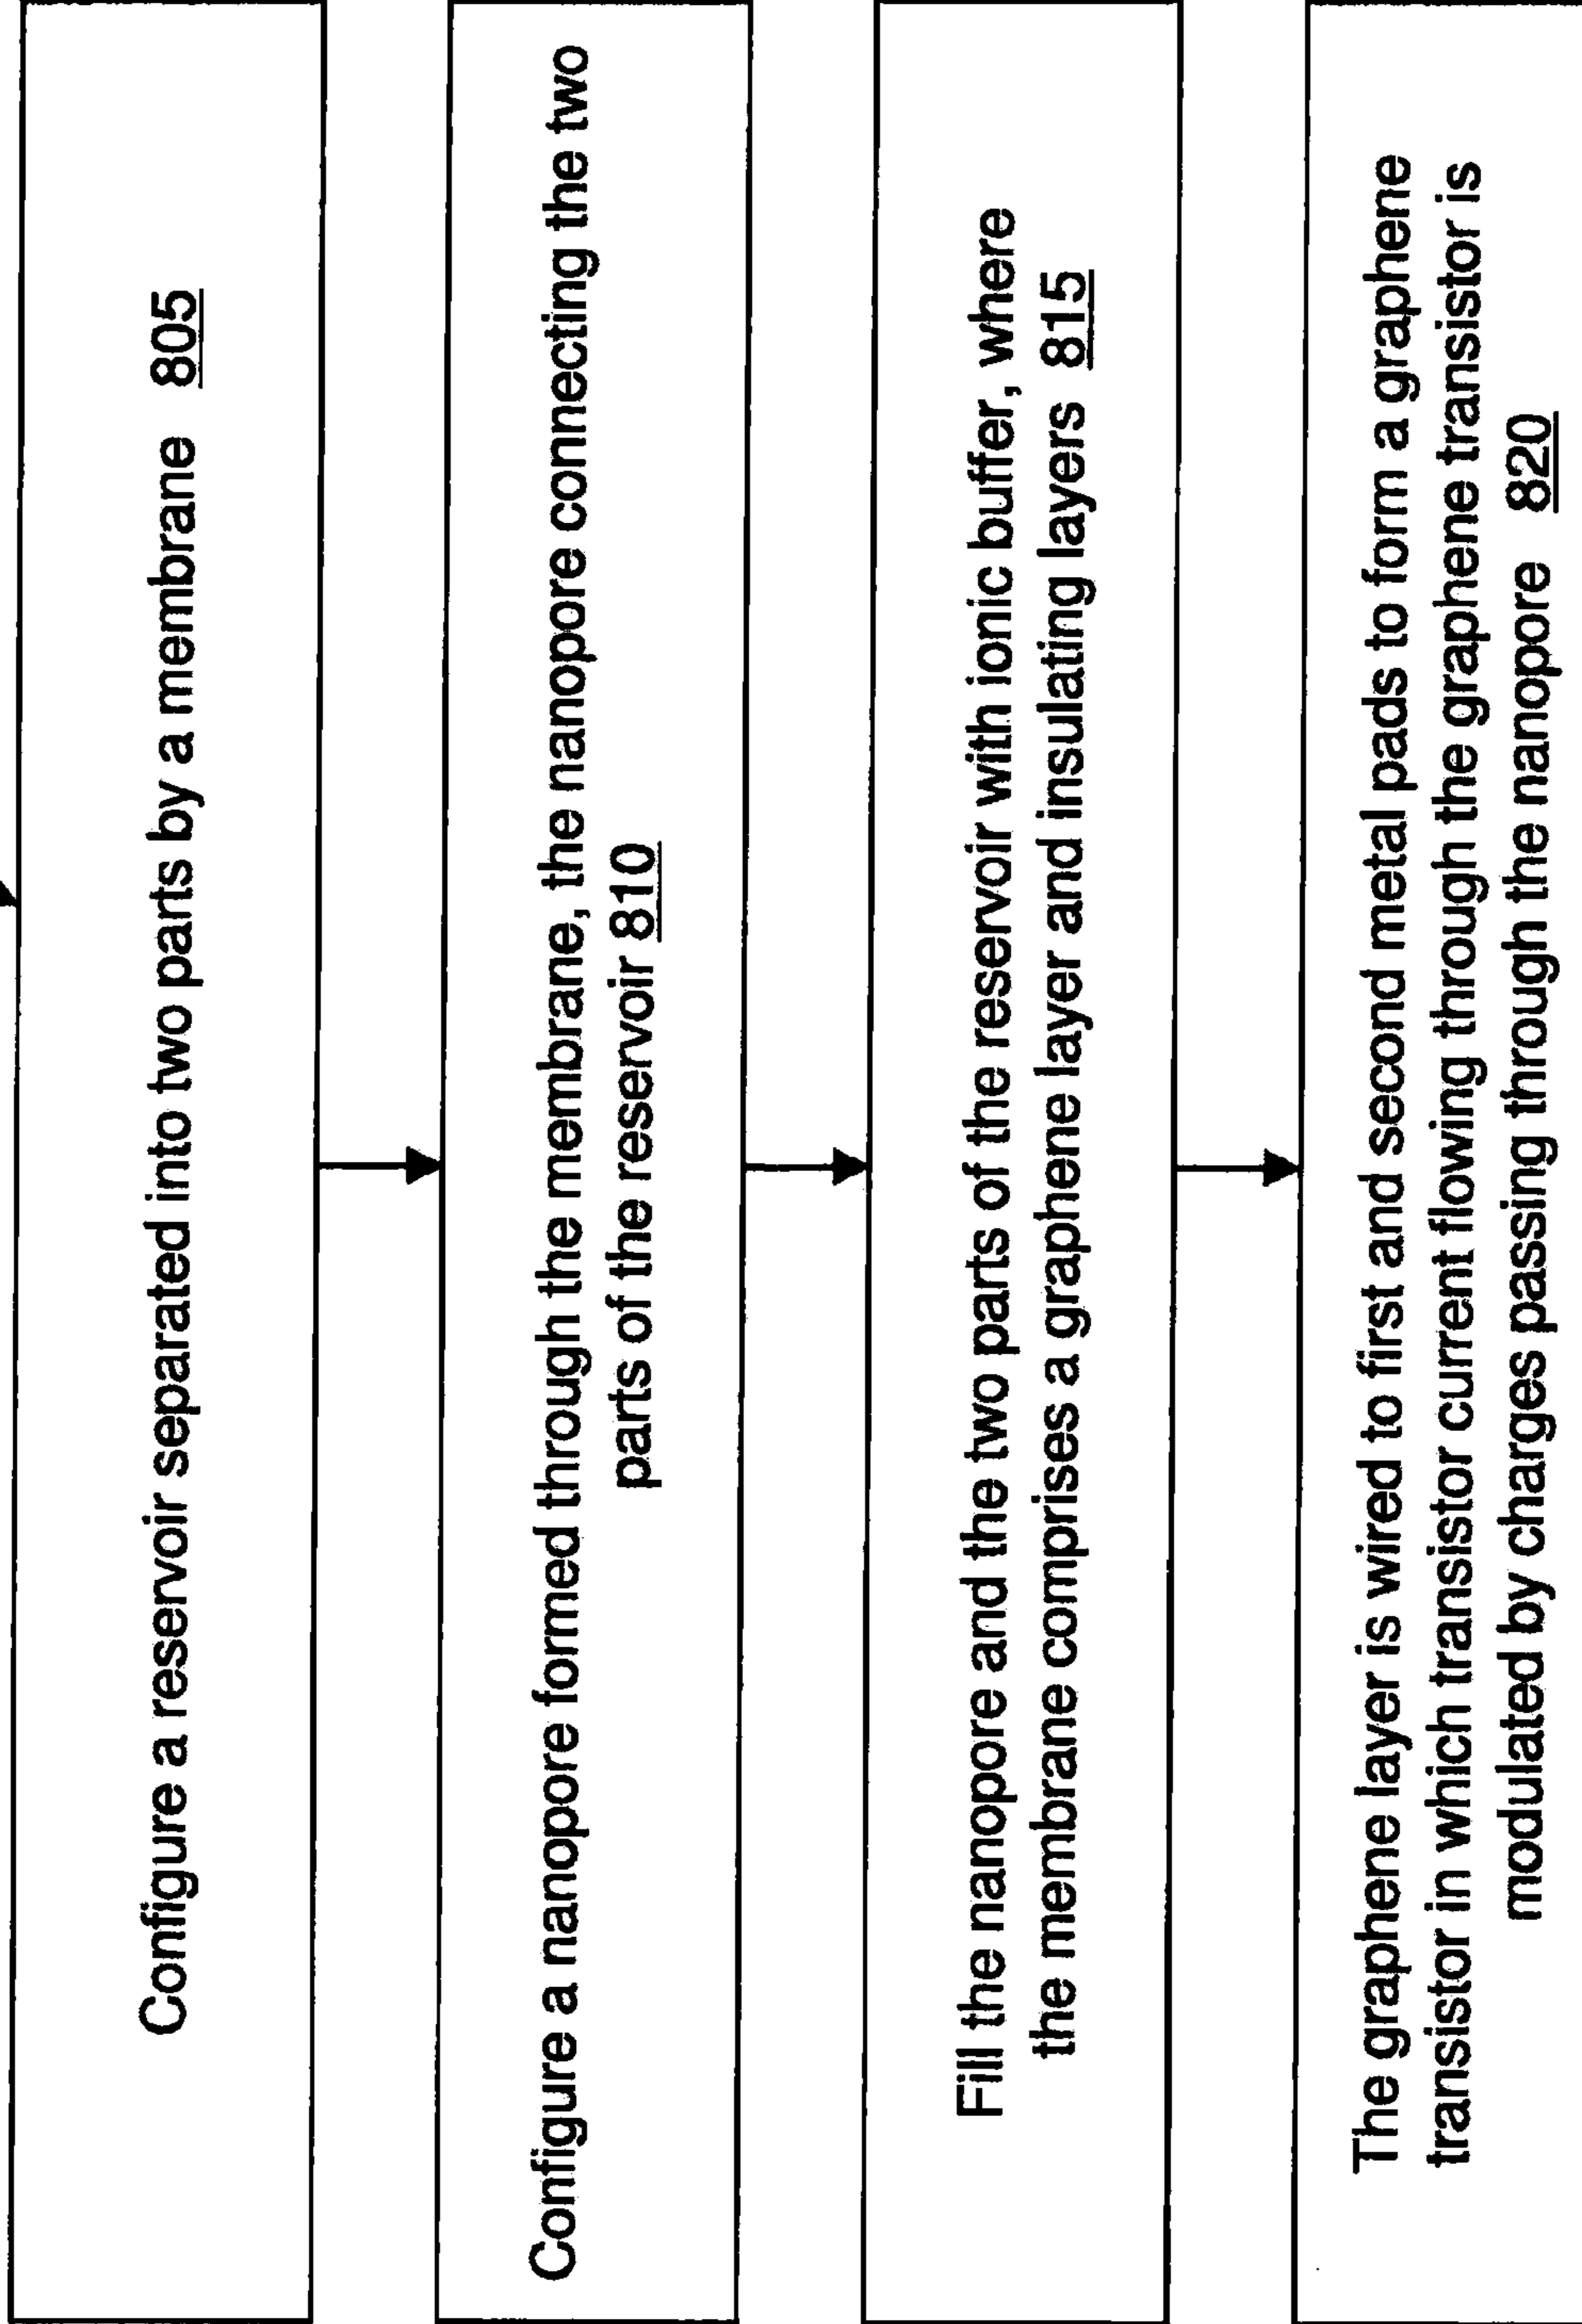 Configure a reservoir separated into two parts by a membrane 805
Configure a nanopore formed through the membrane, the nanopore connecting the two
parts of the reservoir 810
Fill the nanopore and the two parts of the reservoir with ionic buffer, where
the membrane comprises a graphene layer and insulating layers 815
The graphene layer is wired to first and second metal pads to form a graphene
transistor in which transistor current flowing through the graphene transistor is
modulated by charges passing through the nanopore 820